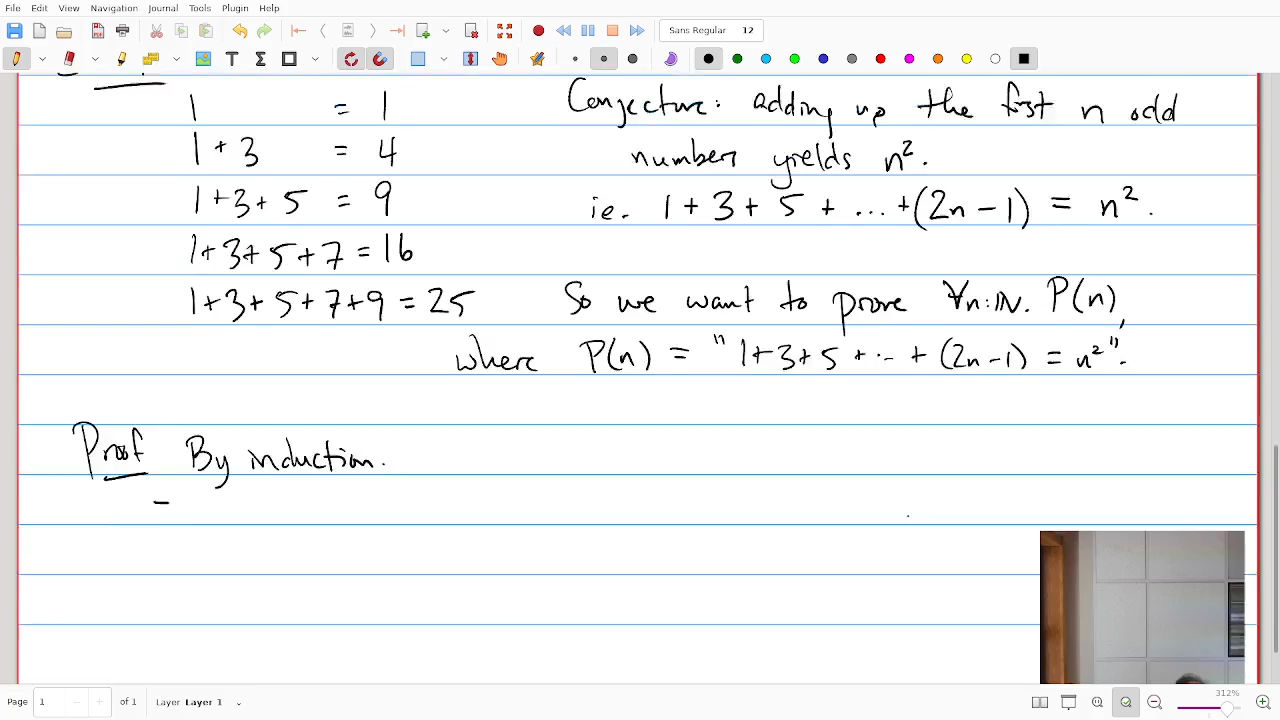 File Edit View Navigation Journal Tools Plugin Help
Sans Regular 12
1 = 1
1 + 3 = 4
1 + 3 + 5 = 9
1 + 3 + 5 + 7 = 16
1 + 3 + 5 + 7 + 9 = 25
Conjecture: adding up the first n odd
numbers yields n².
i.e. 1 + 3 + 5 + ... + (2n - 1) = n².
So we want to prove ∀n:ℕ. P(n),
where P(n) = "1 + 3 + 5 + ... + (2n - 1) = n²".
Proof By induction.
-
Page 1 of 1 Layer Layer 1 312%